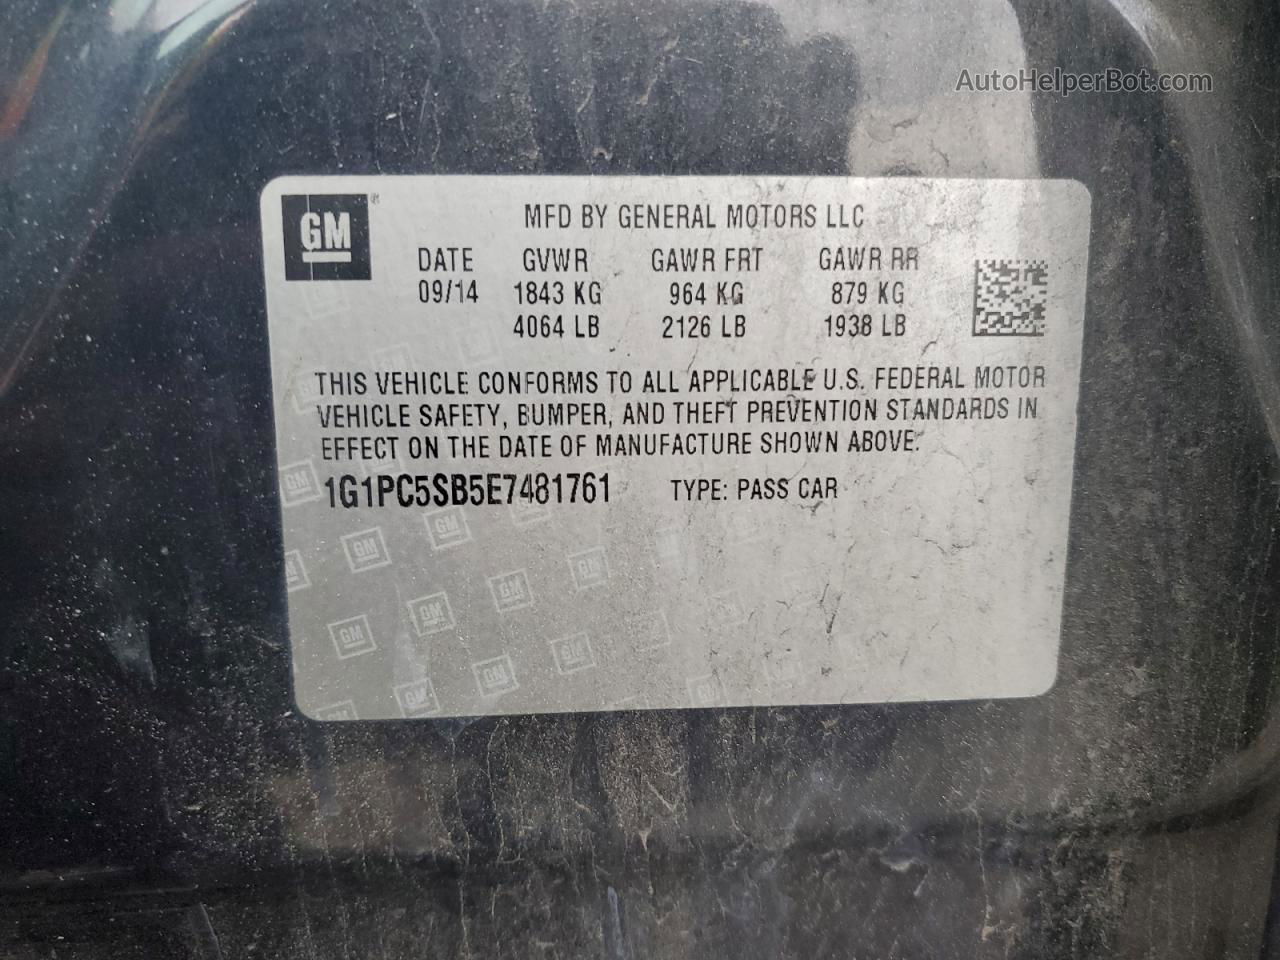 AutoHelperBot.com
GM®
MFD BY GENERAL MOTORS LLC
DATE GVWR GAWR FRT GAWR RR
09/14 1843 KG 964 KG 879 KG
4064 LB 2126 LB 1938 LB
THIS VEHICLE CONFORMS TO ALL APPLICABLE U.S. FEDERAL MOTOR
VEHICLE SAFETY, BUMPER, AND THEFT PREVENTION STANDARDS IN
EFFECT ON THE DATE OF MANUFACTURE SHOWN ABOVE.
1G1PC5SB5E7481761 TYPE: PASS CAR